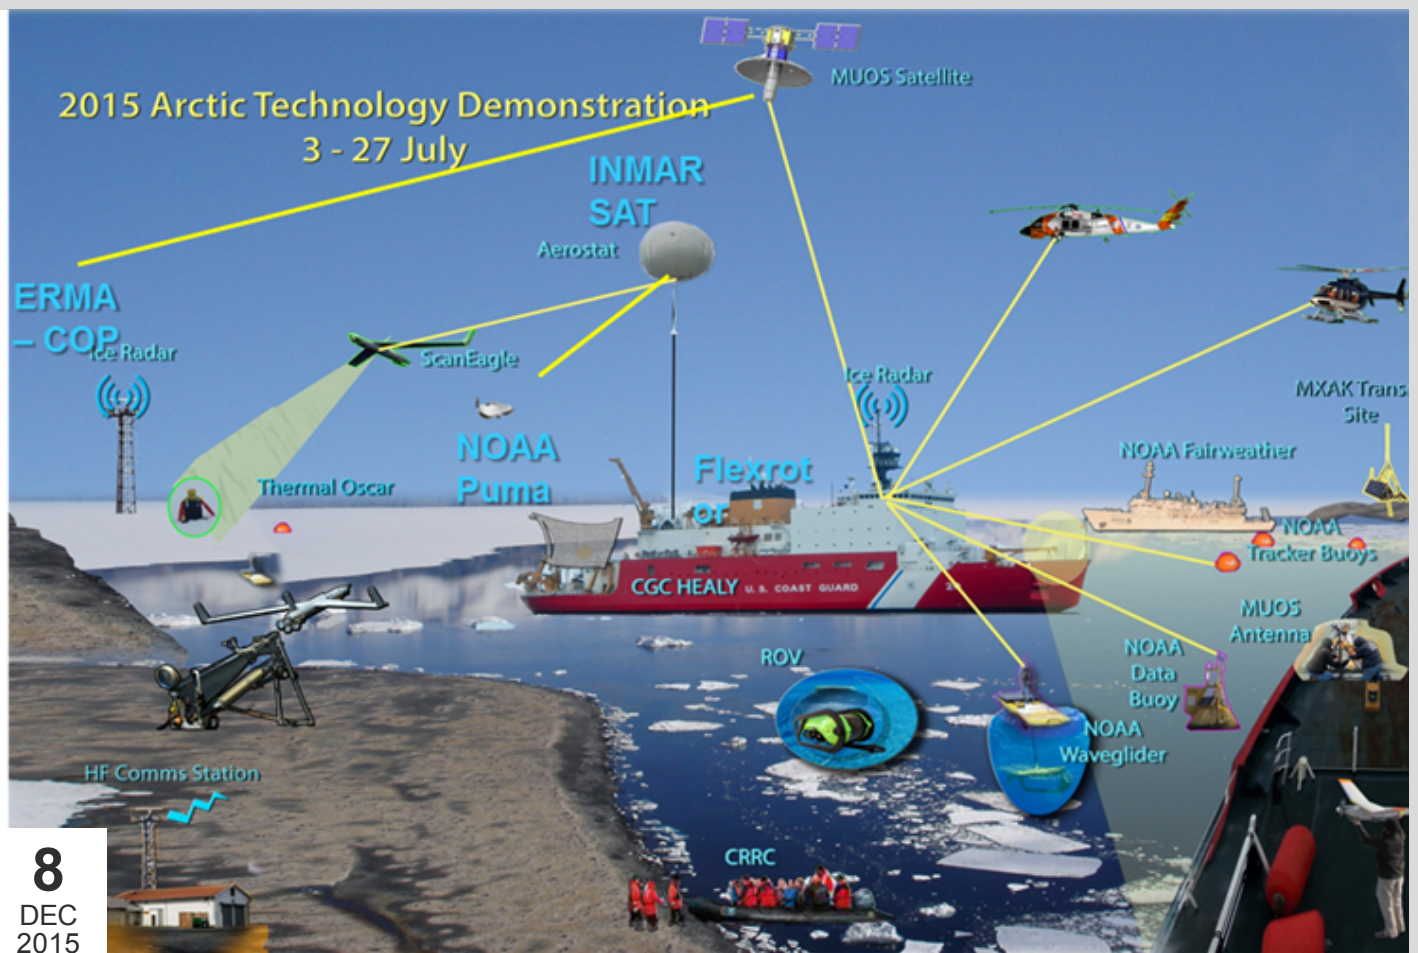 MUOS Satellite
2015 Arctic Technology Demonstration
3 - 27 July
INMAR
SAT
Aerostat
ERMA
– COP
Ice Radar
ScanEagle
Ice Radar
MXAK Trans
Site
NOAA
Puma
Flexrot
or
NOAA Fairweather
Thermal Oscar
NOAA
Tracker Buoys
CGC HEALY
U.S. COAST GUARD
20
MUOS
Antenna
ROV
NOAA
Data
Buoy
NOAA
Waveglider
HF Comms Station
CRRC
8
DEC
2015